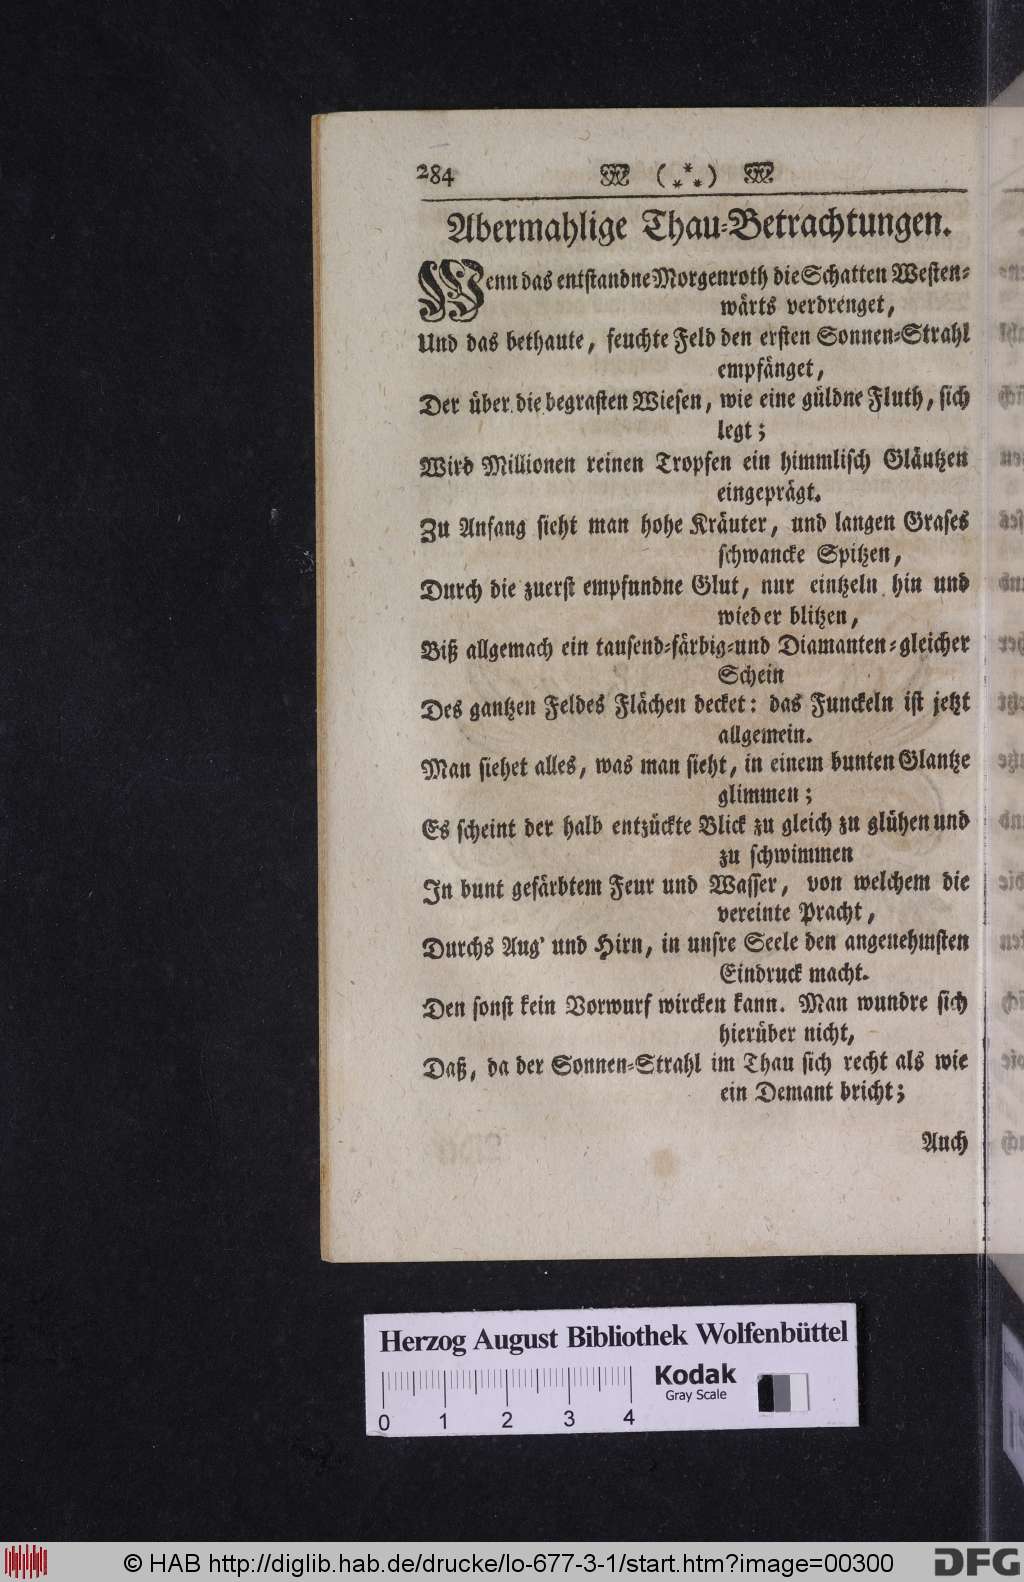 284 (⁎*⁎)
Abermahlige Thau-Betrachtungen.
Wenn das entstandne Morgenroth die Schatten Westen-
wärts verdrenget,
Und das bethaute, feuchte Feld den ersten Sonnen-Strahl
empfänget,
Der über die begrasten Wiesen, wie eine güldne Fluth, sich
legt;
Wird Millionen reinen Tropfen ein himmlisch Gläntzen
eingeprägt.
Zu Anfang sieht man hohe Kräuter, und langen Grases
schwancke Spitzen,
Durch die zuerst empfundne Glut, nur eintzeln hin und
wieder blitzen,
Biß allgemach ein tausend-färbig-und Diamanten-gleicher
Schein
Des gantzen Feldes Flächen decket: das Funckeln ist jetzt
allgemein.
Man siehet alles, was man sieht, in einem bunten Glantze
glimmen;
Es scheint der halb entzückte Blick zu gleich zu glühen und
zu schwimmen
In bunt gefärbtem Feur und Wasser, von welchem die
vereinte Pracht,
Durchs Aug' und Hirn, in unsre Seele den angenehmsten
Eindruck macht.
Den sonst kein Vorwurf wircken kann. Man wundre sich
hierüber nicht,
Daß, da der Sonnen-Strahl im Thau sich recht als wie
ein Demant bricht;
Auch
Herzog August Bibliothek Wolfenbüttel
Kodak
Gray Scale
0 1 2 3 4
© HAB http://diglib.hab.de/drucke/lo-677-3-1/start.htm?image=00300
DFG